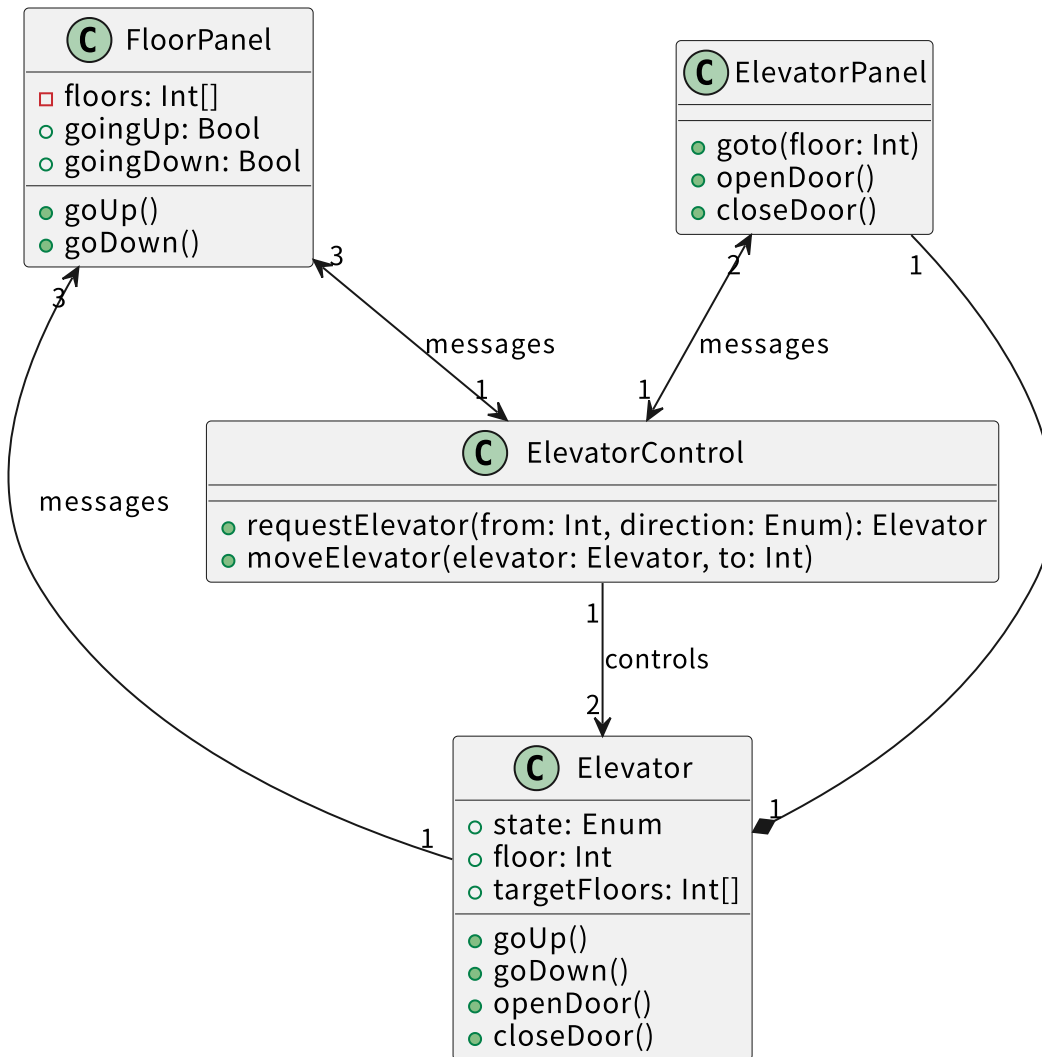 C FloorPanel
floors: Int[]
goingUp: Bool
goingDown: Bool
goUp()
goDown()
C ElevatorPanel
goto(floor: Int)
openDoor()
closeDoor()
3
3
2
1
messages
messages
1
1
C ElevatorControl
requestElevator(from: Int, direction: Enum): Elevator
moveElevator(elevator: Elevator, to: Int)
messages
1
controls
2
C Elevator
state: Enum
floor: Int
targetFloors: Int[]
goUp()
goDown()
openDoor()
closeDoor()
1
1